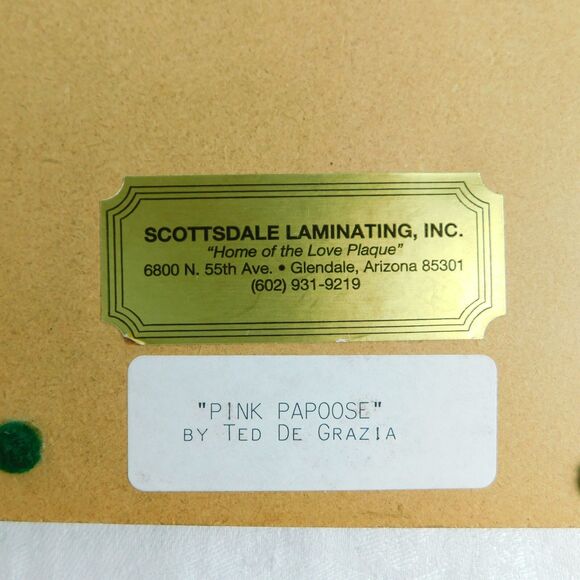 SCOTTSDALE LAMINATING, INC.
"Home of the Love Plaque"
6800 N. 55th Ave. • Glendale, Arizona 85301
(602) 931-9219
"PINK PAPOOSE"
BY TED DE GRAZIA